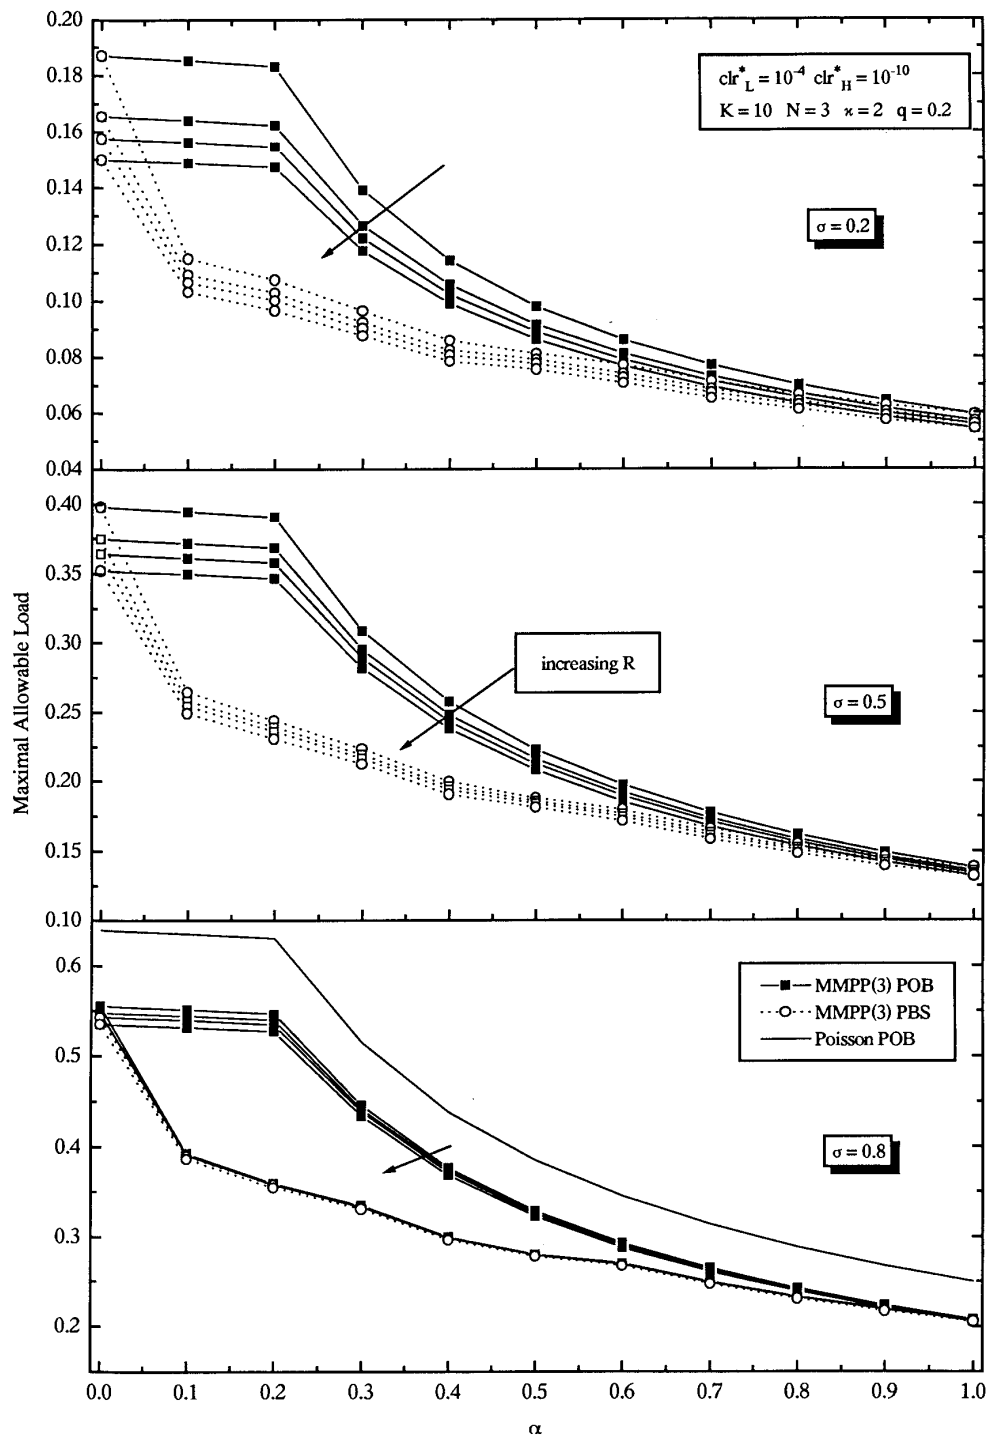 0.20
0.18
0.16
0.14
0.12
0.10
0.08
0.06
0.04
clr*L = 10⁻⁴ clr*H = 10⁻¹⁰
K = 10 N = 3 ϰ = 2 q = 0.2
σ = 0.2
0.40
0.35
0.30
0.25
0.20
0.15
0.10
increasing R
σ = 0.5
Maximal Allowable Load
0.6
0.5
0.4
0.3
0.2
MMPP(3) POB
MMPP(3) PBS
Poisson POB
σ = 0.8
0.0 0.1 0.2 0.3 0.4 0.5 0.6 0.7 0.8 0.9 1.0
α